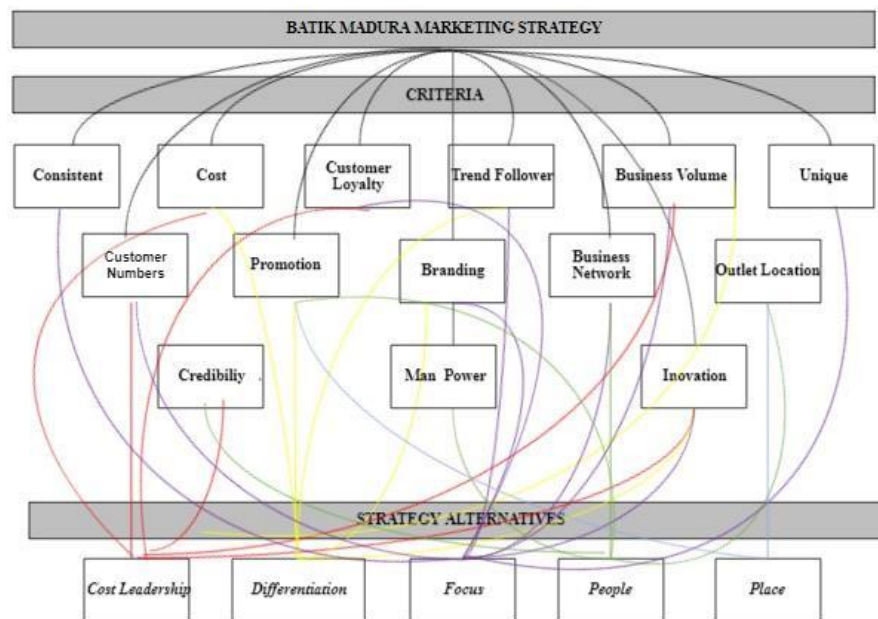 BATIK MADURA MARKETING STRATEGY
CRITERIA
Consistent
Cost
Customer
Loyalty
Trend Follower
Business Volume
Unique
Customer
Numbers
Promotion
Branding
Business
Network
Outlet Location
Credibiliy .
Man Power
Inovation
STRATEGY ALTERNATIVES
Cost Leadership
Differentiation
Focus
People
Place